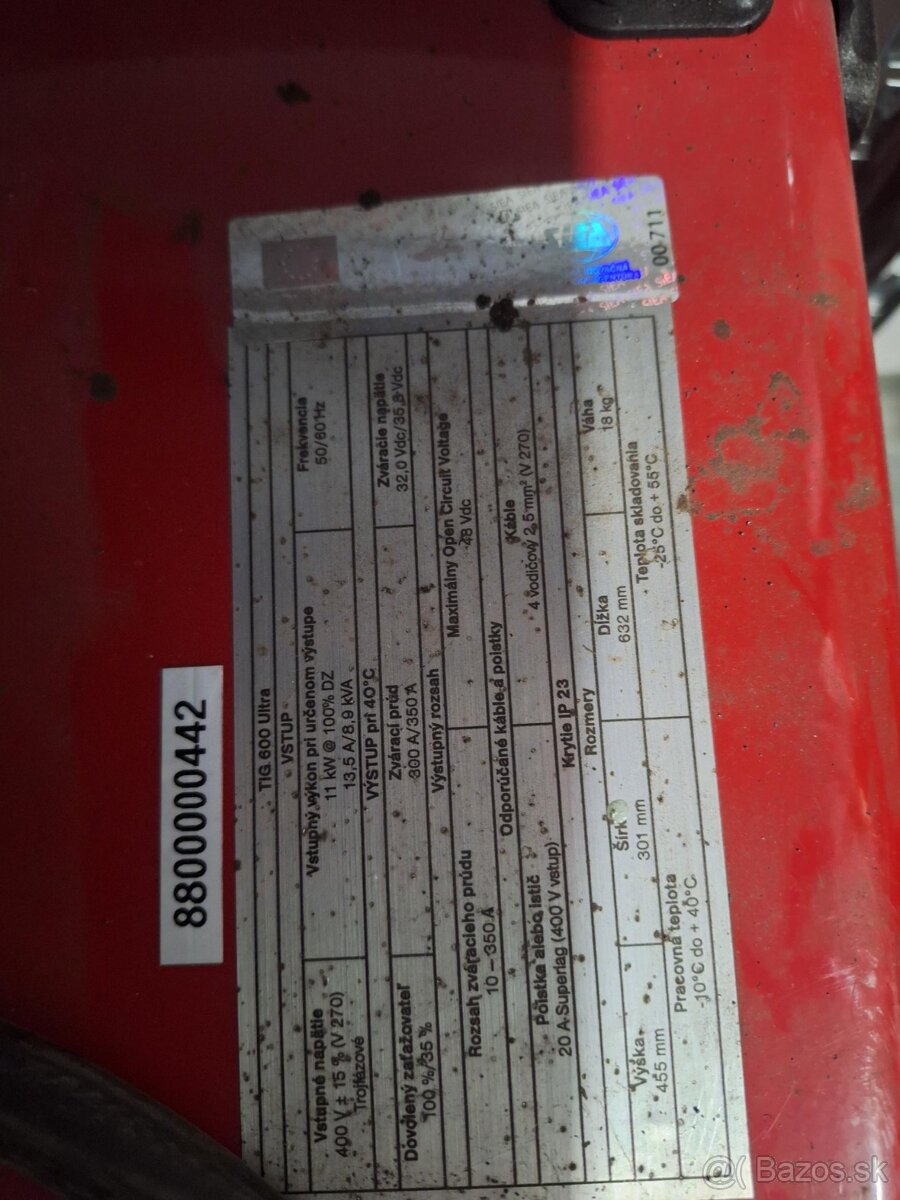 8800000442
00 711
TIG 600 Ultra
VSTUP
Vstupné napätie
400 V ± 15 % (V 270)
Trojfázové
Vstupný výkon pri určenom výstupe
11 kW @ 100% DZ
13,5 A/8,9 kVA
Frekvencia
50/60 Hz
VÝSTUP pri 40°C
Dovolený zaťažovateľ
100 %/35 %
Zvárací prúd
300 A/350 A
Zváracie napätie
32,0 Vdc/35,8 Vdc
Výstupný rozsah
Rozsah zváracieho prúdu
10–350 A
Maximálny Open Circuit Voltage
48 Vdc
Odporúčané káble a poistky
Poistka alebo istič
20 A Superlag (400 V vstup)
Káble
4 vodičový 2,5 mm² (V 270)
Krytie IP 23
Rozmery
Výška
455 mm
Šírka
301 mm
Dĺžka
632 mm
Váha
18 kg
Pracovná teplota
-10°C do + 40°C
Teplota skladovania
-25°C do + 55°C
@( Bazos.sk